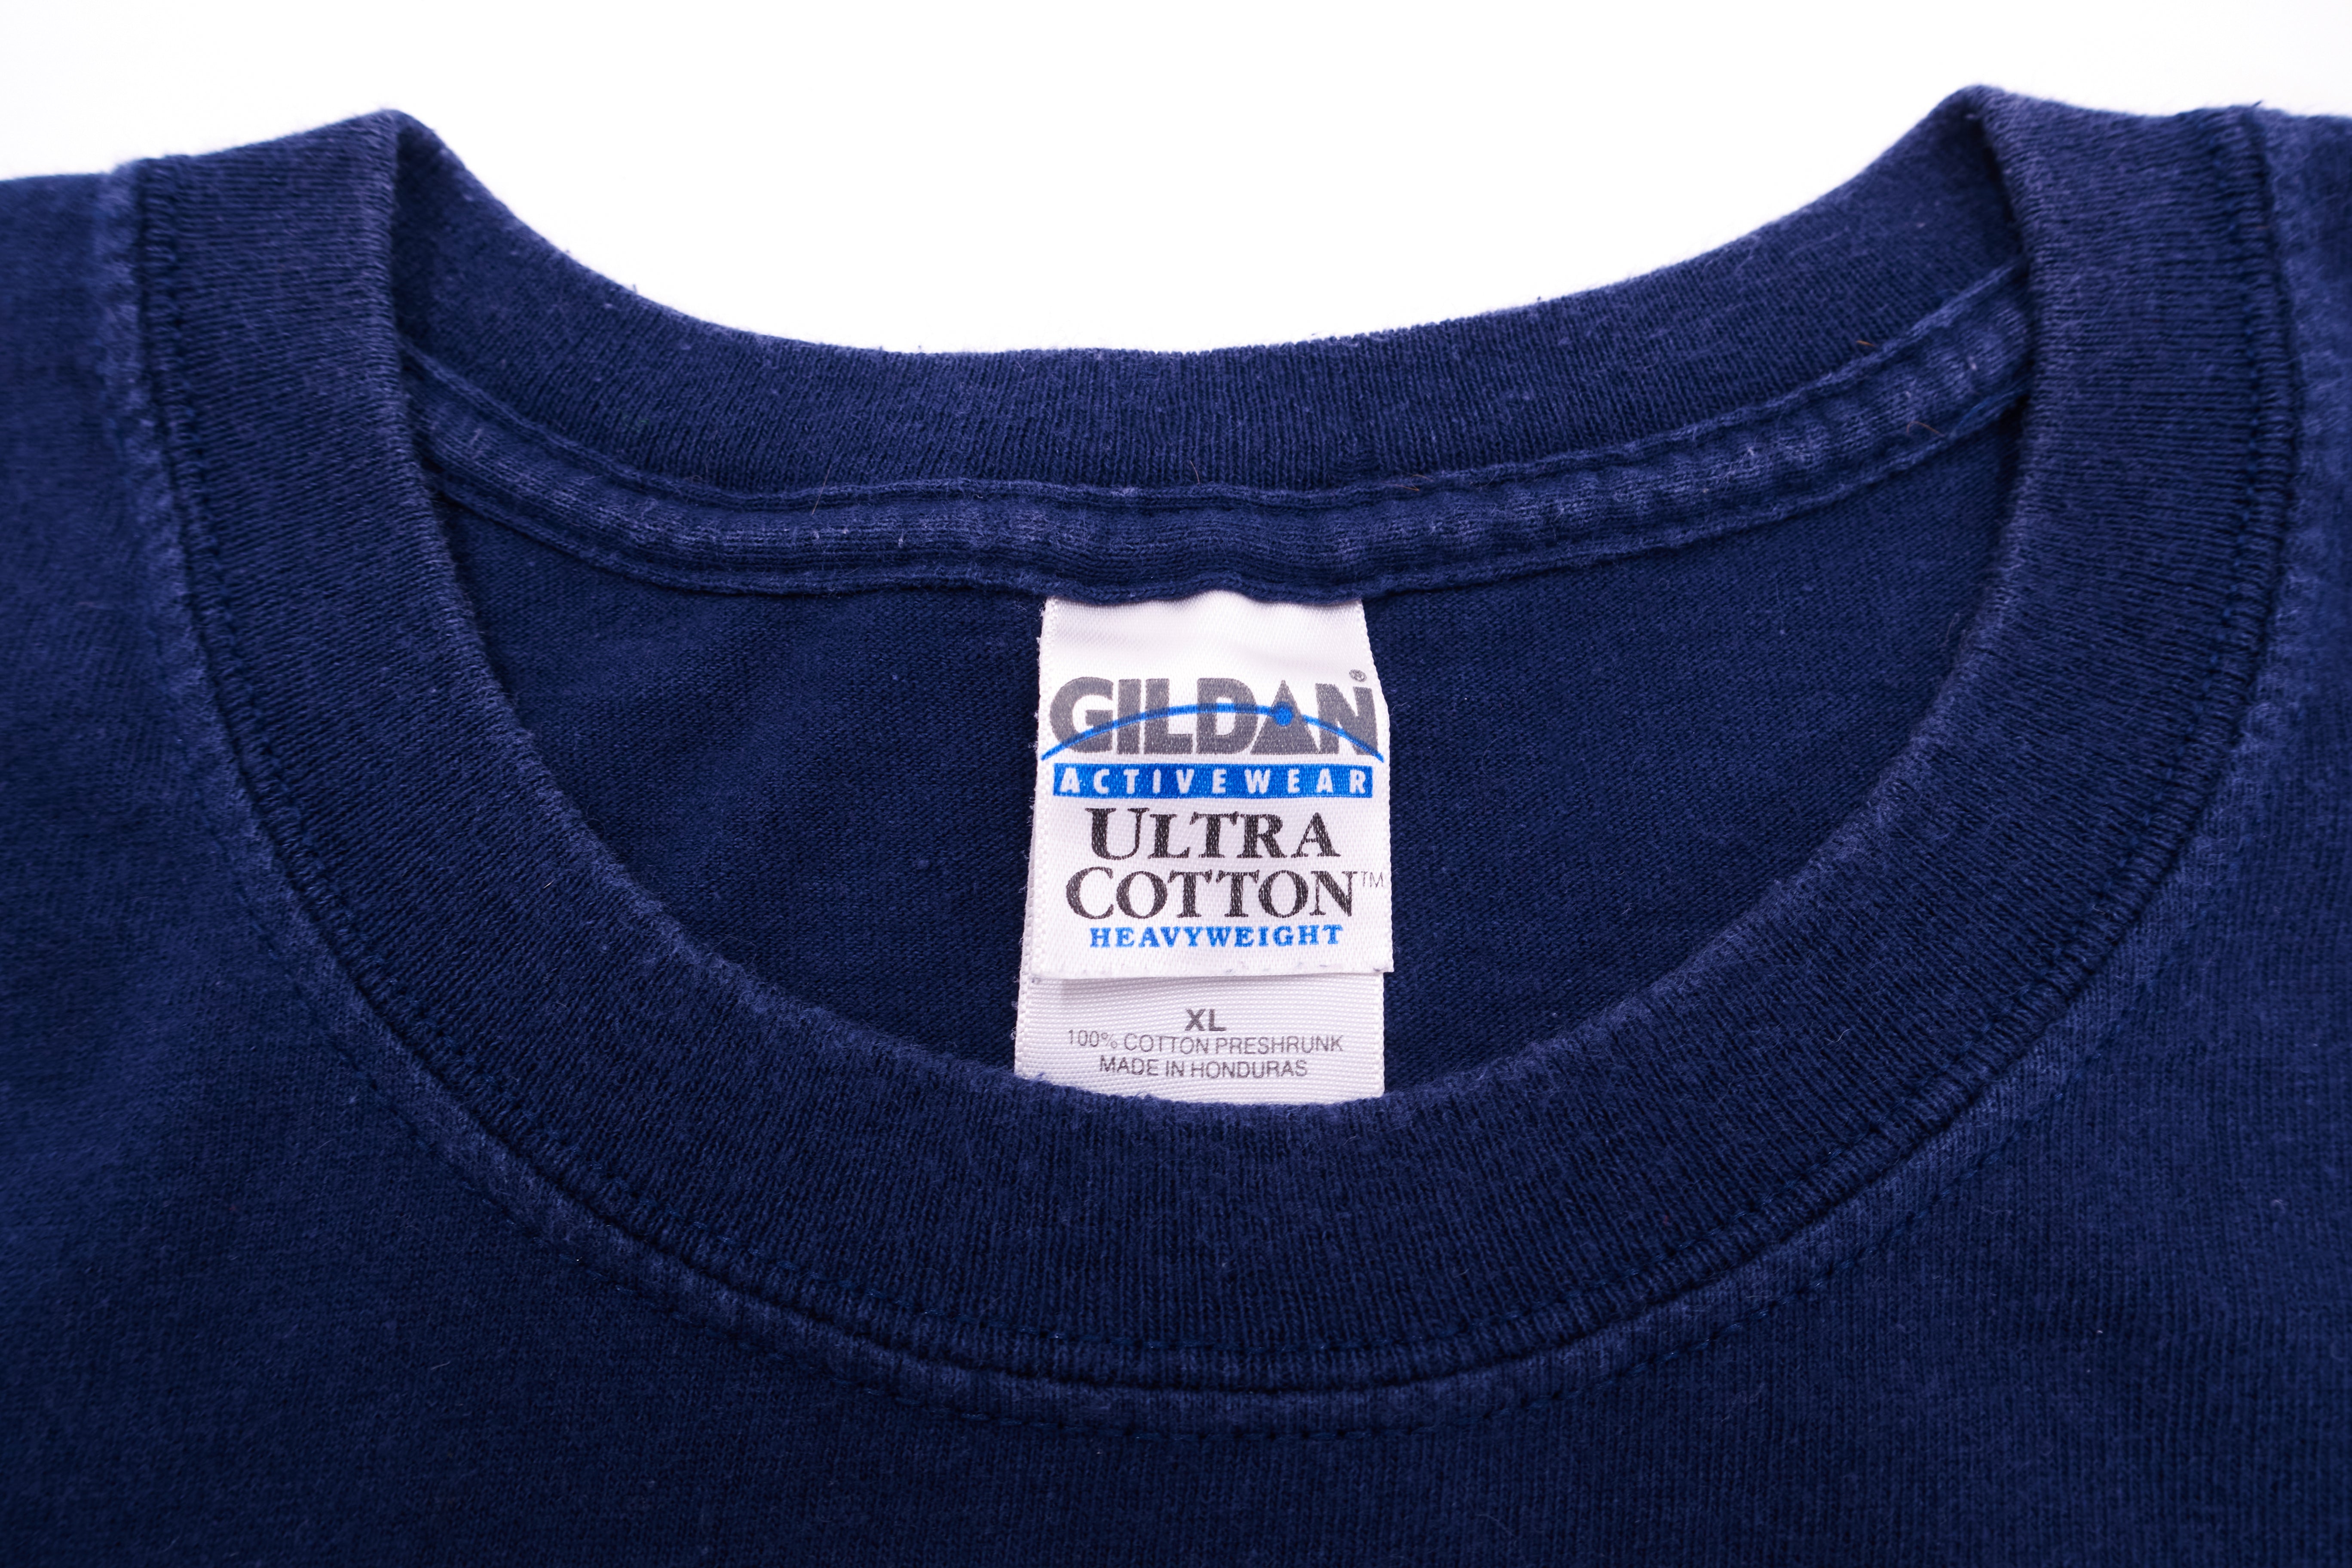 GILDAN®
ACTIVEWEAR
ULTRA
COTTON™
HEAVYWEIGHT
XL
100% COTTON PRESHRUNK
MADE IN HONDURAS